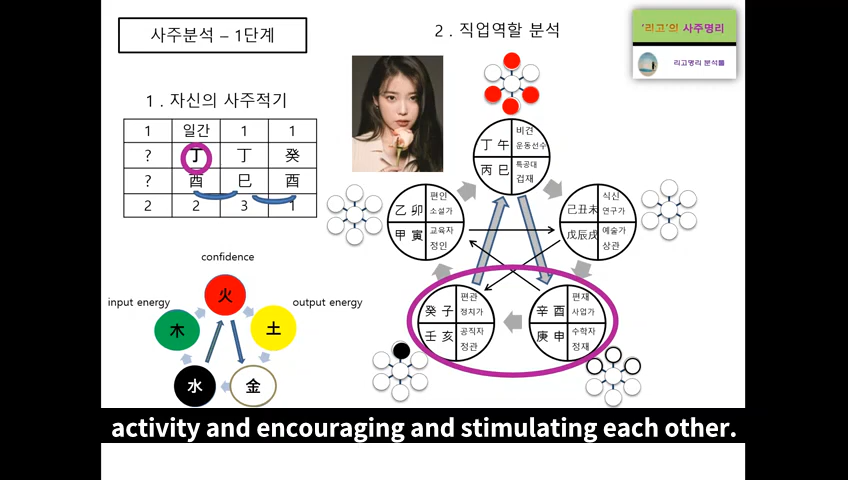 사주분석 – 1단계
2 . 직업역할 분석
'리고'의 사주명리
리고명리 분석툴
1 . 자신의 사주적기
1 일간 1 1
? 丁 丁 癸
? 酉 巳 酉
2 2 3 1
丁 午 비견 운동선수
丙 巳 특공대 겁재
乙 卯 편인 소설가
甲 寅 교육자 정인
己丑未 식신 연구가
戊辰戌 예술가 상관
癸 子 편관 정치가
壬 亥 공직자 정관
辛 酉 편재 사업가
庚 申 수학자 정재
confidence
input energy
output energy
火
木
土
水
金
activity and encouraging and stimulating each other.